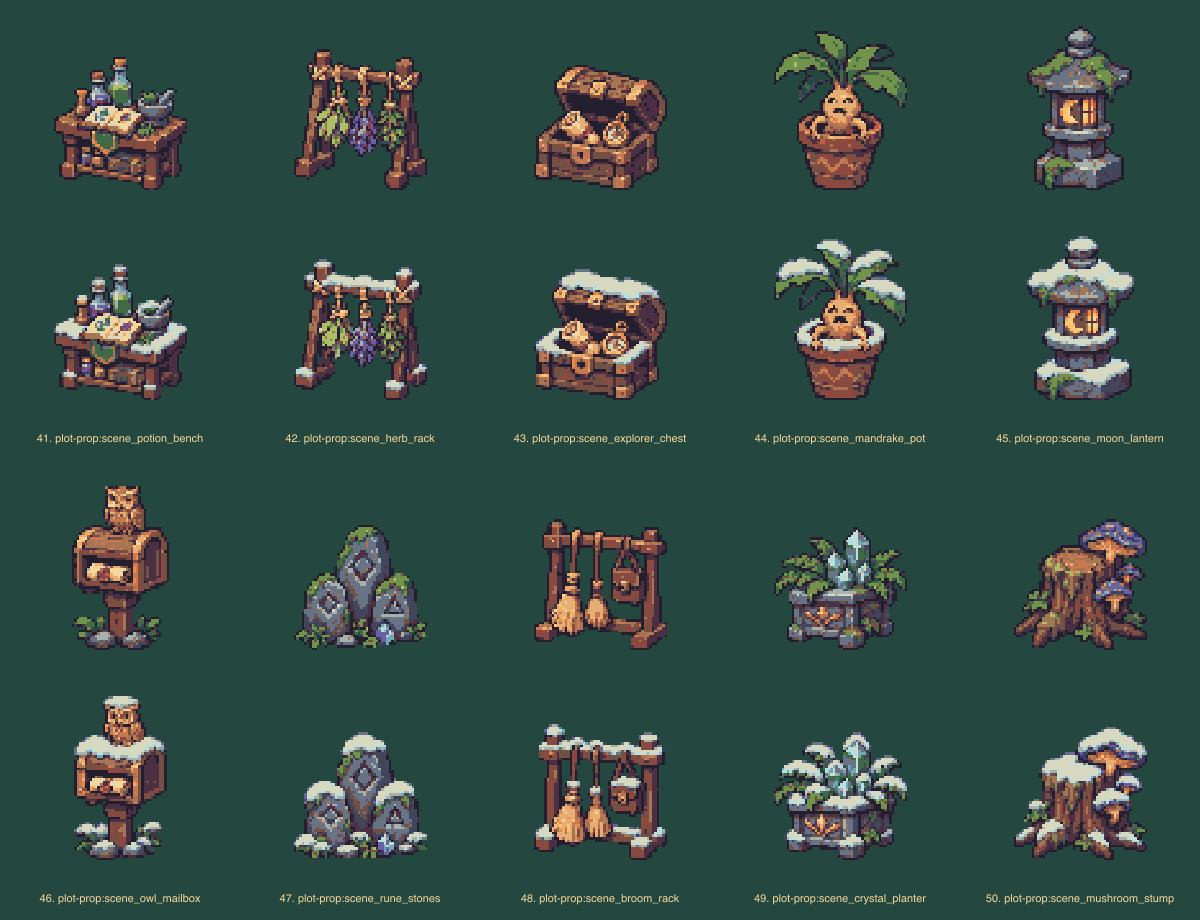 41. plot-prop:scene_potion_bench
42. plot-prop:scene_herb_rack
43. plot-prop:scene_explorer_chest
44. plot-prop:scene_mandrake_pot
45. plot-prop:scene_moon_lantern
46. plot-prop:scene_owl_mailbox
47. plot-prop:scene_rune_stones
48. plot-prop:scene_broom_rack
49. plot-prop:scene_crystal_planter
50. plot-prop:scene_mushroom_stump